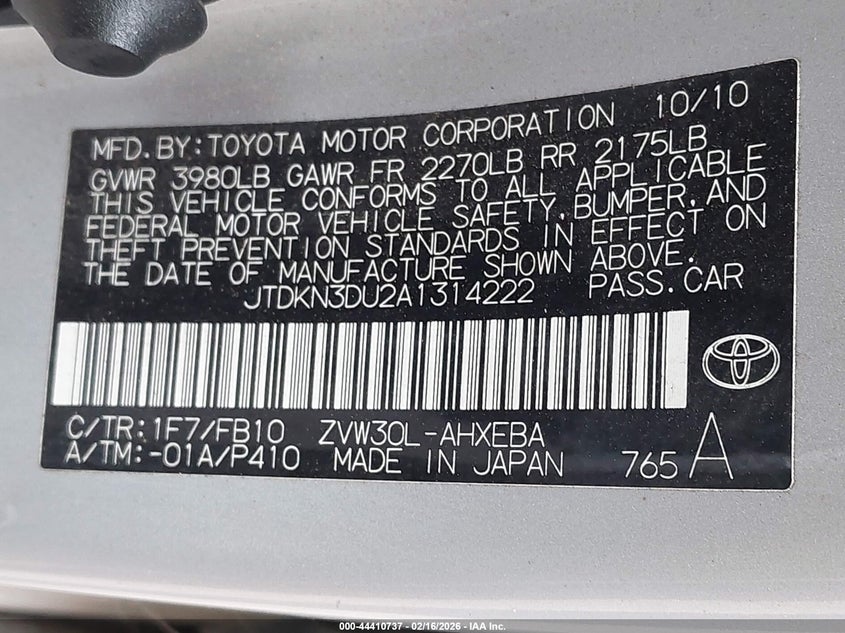 MFD.BY:TOYOTA MOTOR CORPORATION 10/10
GVWR 3980LB GAWR FR 2270LB RR 2175LB
THIS VEHICLE CONFORMS TO ALL APPLICABLE
FEDERAL MOTOR VEHICLE SAFETY,BUMPER,AND
THEFT PREVENTION STANDARDS IN EFFECT ON
THE DATE OF MANUFACTURE SHOWN ABOVE.
JTDKN3DU2A1314222 PASS.CAR
C/TR:1F7/FB10 ZVW30L-AHXEBA
A/TM:-01A/P410 MADE IN JAPAN 765 A
000-44410737 - 02/16/2026 - IAA Inc.